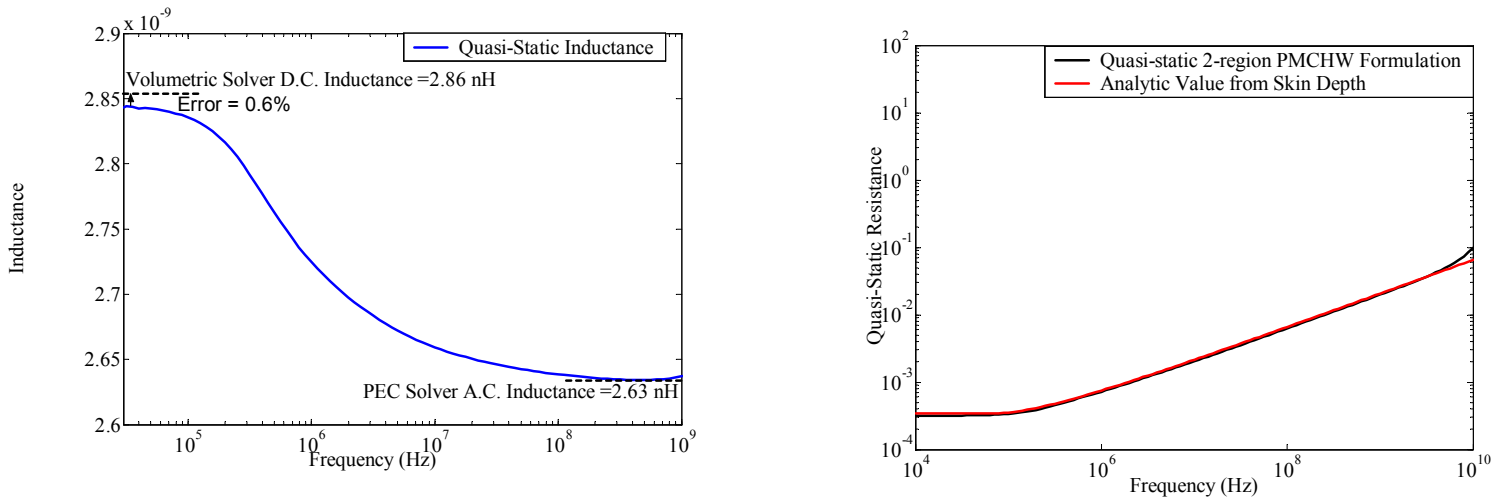 2.9 x 10^-9
Quasi-Static Inductance
Volumetric Solver D.C. Inductance =2.86 nH
2.85
Error = 0.6%
2.8
2.75
2.7
2.65
PEC Solver A.C. Inductance =2.63 nH
2.6
10^5 10^6 10^7 10^8 10^9
Frequency (Hz)
Inductance
10^2
Quasi-static 2-region PMCHW Formulation
Analytic Value from Skin Depth
10^1
10^0
10^-1
10^-2
10^-3
10^-4
10^4 10^6 10^8 10^10
Frequency (Hz)
Quasi-Static Resistance